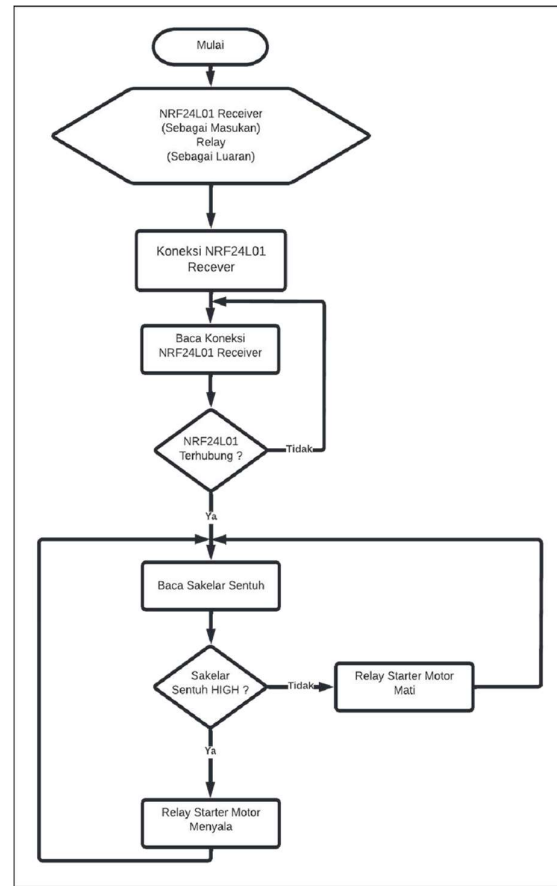 Mulai
NRF24L01 Receiver
(Sebagai Masukan)
Relay
(Sebagai Luaran)
Koneksi NRF24L01
Recever
Baca Koneksi
NRF24L01 Receiver
NRF24L01
Terhubung ?
Tidak
Ya
Baca Sakelar Sentuh
Sakelar
Sentuh HIGH ?
Tidak
Relay Starter Motor
Mati
Ya
Relay Starter Motor
Menyala